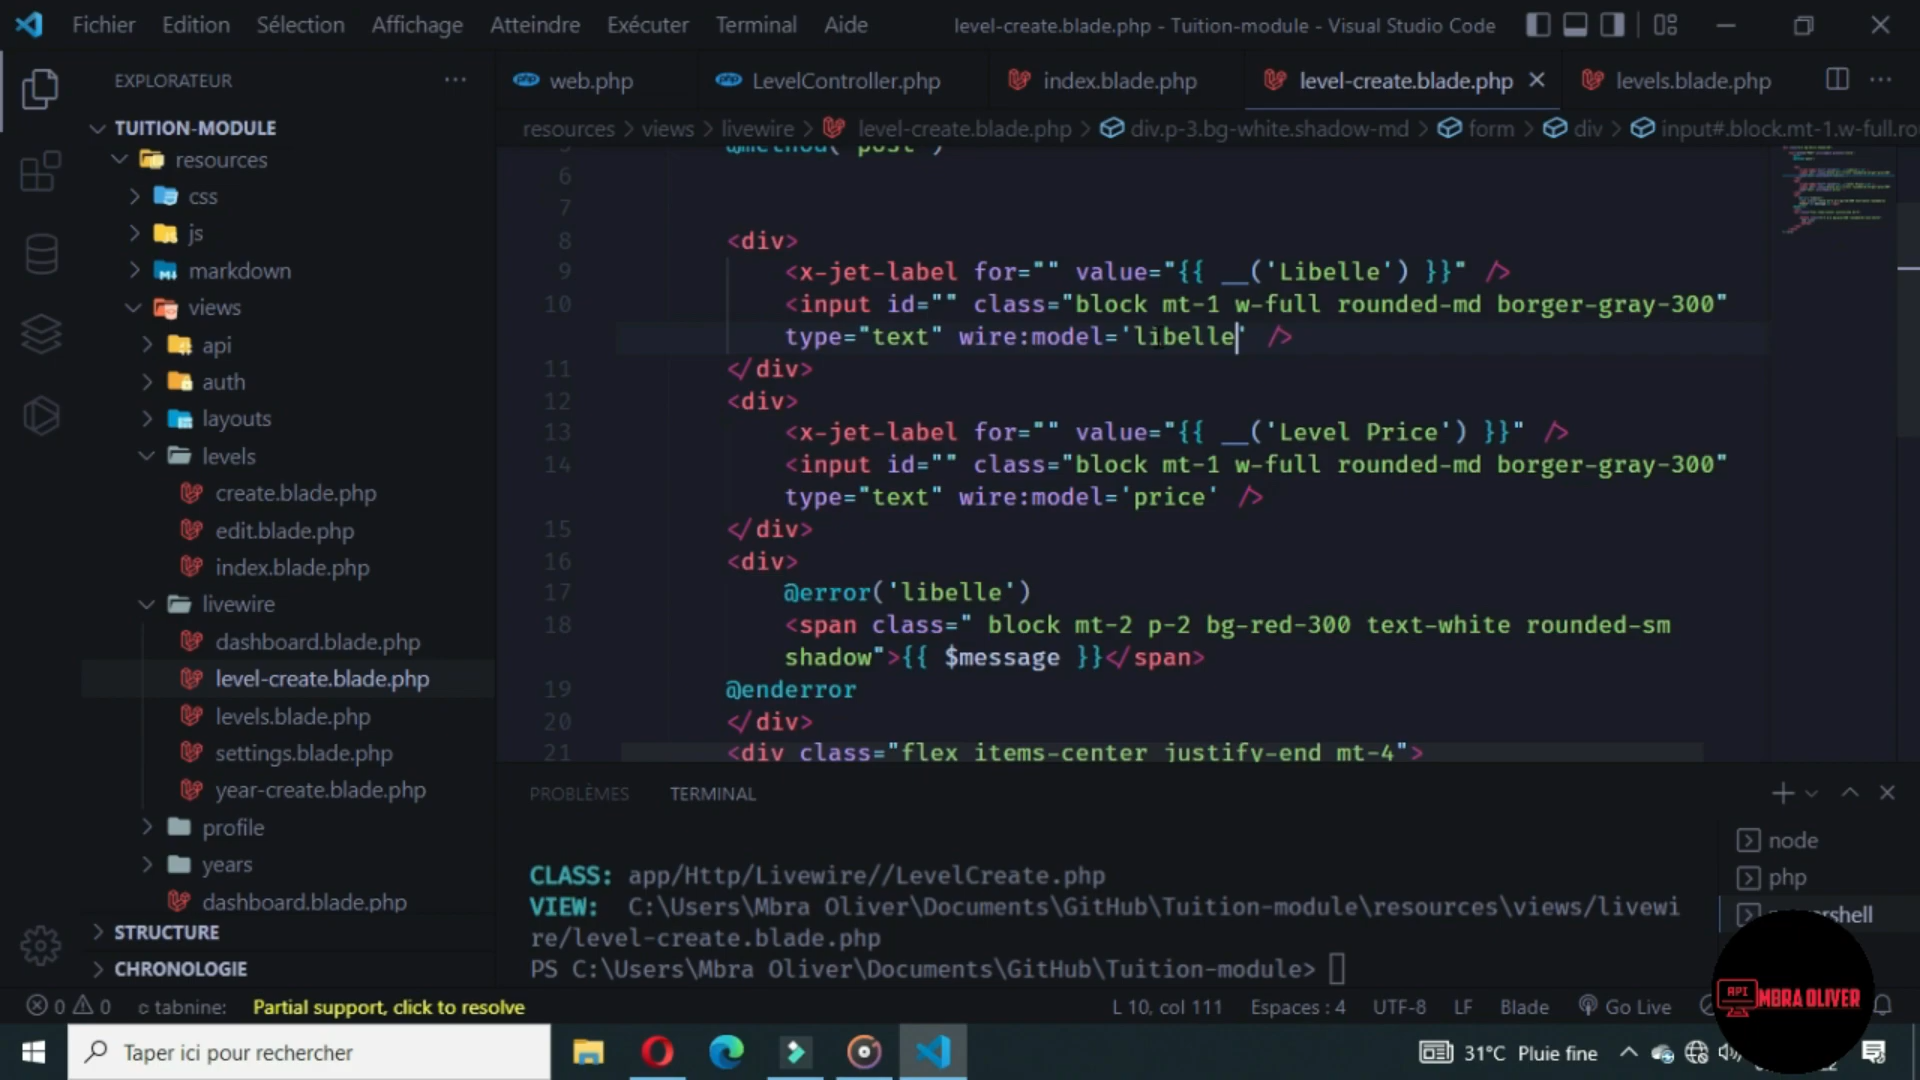 Fichier Edition Sélection Affichage Atteindre Exécuter Terminal Aide level-create.blade.php - Tuition-module - Visual Studio Code
EXPLORATEUR
TUITION-MODULE
resources
css
js
markdown
views
api
auth
layouts
levels
create.blade.php
edit.blade.php
index.blade.php
livewire
dashboard.blade.php
level-create.blade.php
levels.blade.php
settings.blade.php
year-create.blade.php
profile
years
dashboard.blade.php
STRUCTURE
CHRONOLOGIE
web.php LevelController.php index.blade.php level-create.blade.php levels.blade.php
resources > views > livewire > level-create.blade.php > div.p-3.bg-white.shadow-md > form > div > input#.block.mt-1.w-full.ro
@method('post')
6
7
8 <div>
9 <x-jet-label for="" value="{{ __('Libelle') }}" />
10 <input id="" class="block mt-1 w-full rounded-md borger-gray-300"
type="text" wire:model='libelle' />
11 </div>
12 <div>
13 <x-jet-label for="" value="{{ __('Level Price') }}" />
14 <input id="" class="block mt-1 w-full rounded-md borger-gray-300"
type="text" wire:model='price' />
15 </div>
16 <div>
17 @error('libelle')
18 <span class=" block mt-2 p-2 bg-red-300 text-white rounded-sm
shadow">{{ $message }}</span>
19 @enderror
20 </div>
21 <div class="flex items-center justify-end mt-4">
PROBLÈMES TERMINAL
CLASS: app/Http/Livewire//LevelCreate.php
VIEW: C:\Users\Mbra Oliver\Documents\GitHub\Tuition-module\resources\views/livewi
re/level-create.blade.php
PS C:\Users\Mbra Oliver\Documents\GitHub\Tuition-module>
node
php
0 0 tabnine: Partial support, click to resolve L 10, col 111 Espaces : 4 UTF-8 LF Blade Go Live
API MBRA OLIVER
Taper ici pour rechercher 31°C Pluie fine